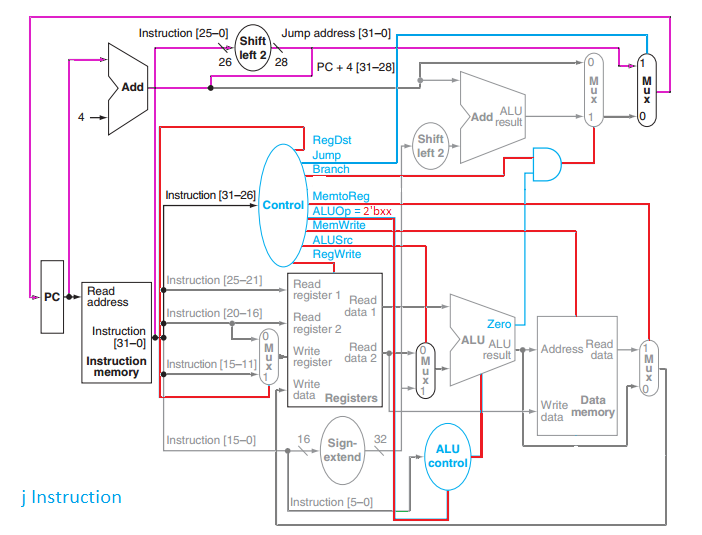 Instruction [25–0]
Jump address [31–0]
Shift
left 2
26
28
PC + 4 [31–28]
Add
4
0
M
u
x
1
1
M
u
x
0
Add
ALU
result
Shift
left 2
RegDst
Jump
Branch
MemtoReg
ALUOp = 2'bxx
MemWrite
ALUSrc
RegWrite
Instruction [31–26]
Control
PC
Read
address
Instruction
[31–0]
Instruction
memory
Instruction [25–21]
Instruction [20–16]
Instruction [15–11]
0
M
u
x
1
Read
register 1
Read
data 1
Read
register 2
Write
register
Read
data 2
Write
data
Registers
0
M
u
x
1
Zero
ALU
ALU
result
Address
Read
data
Write
data
Data
memory
1
M
u
x
0
Instruction [15–0]
16
Sign-
extend
32
ALU
control
Instruction [5–0]
j Instruction